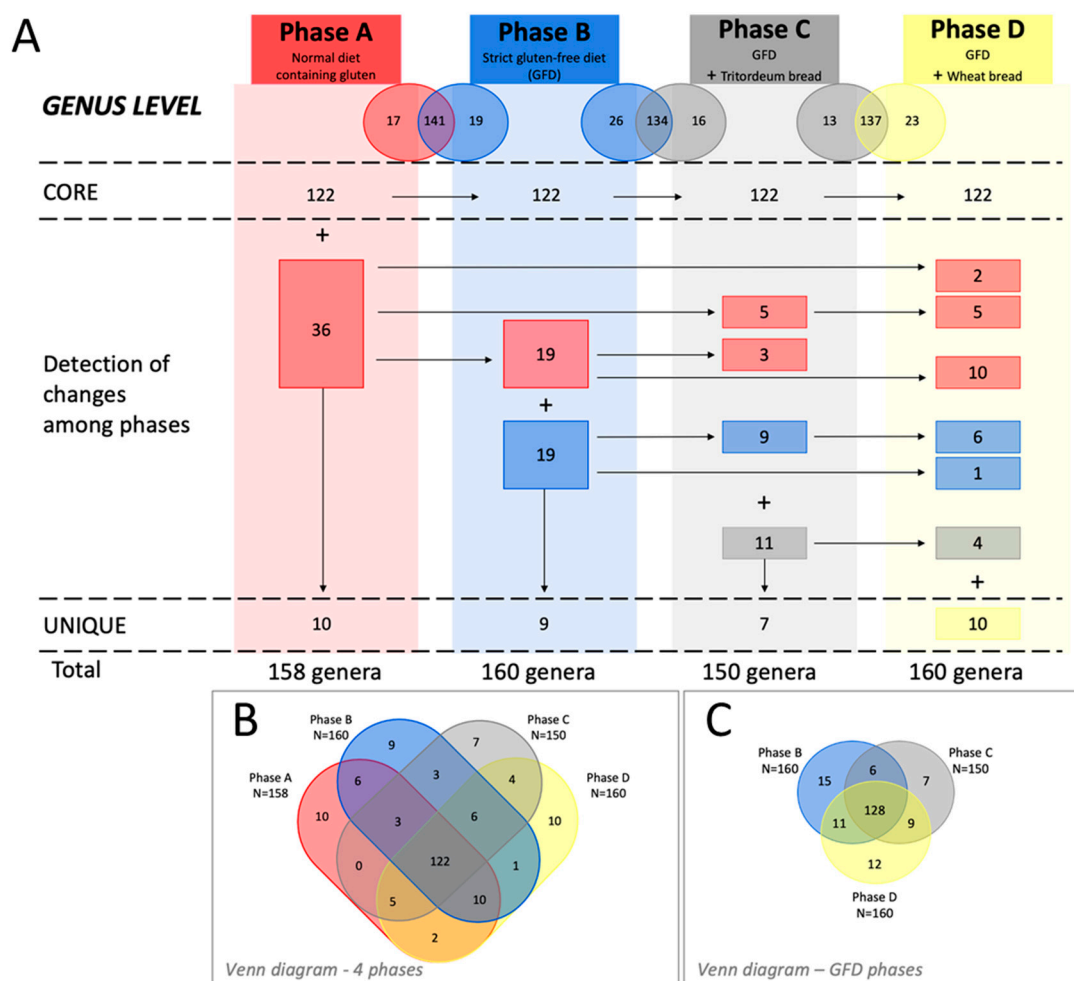 A
Phase A
Normal diet
containing gluten
Phase B
Strict gluten-free diet
(GFD)
Phase C
GFD
+ Tritordeum bread
Phase D
GFD
+ Wheat bread
GENUS LEVEL
17 141 19 26 134 16 13 137 23
CORE 122 122 122 122
+
2
5 5
36
19 3
10
Detection of
changes
among phases
+
19 9 6
1
+
11 4
+
UNIQUE 10 9 7 10
Total 158 genera 160 genera 150 genera 160 genera
B
Phase B
N=160
Phase C
N=150
Phase A
N=158
Phase D
N=160
9 7
6 3 4
10 3 6 10
0 122 1
5 10
2
Venn diagram - 4 phases
C
Phase B
N=160
Phase C
N=150
15 6 7
128
11 9
12
Phase D
N=160
Venn diagram – GFD phases